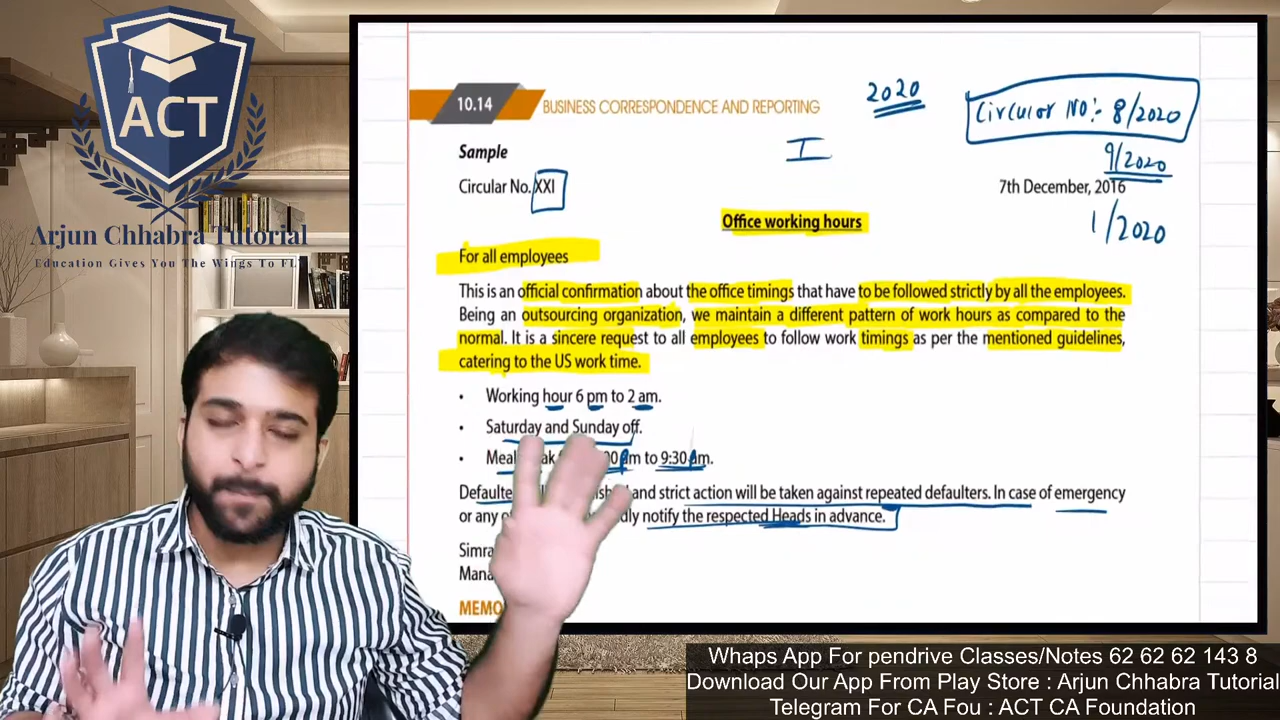 ACT
Arjun Chhabra Tutorial
Education Gives You The Wings To
10.14
BUSINESS CORRESPONDENCE AND REPORTING
2020
Circular No:- 8/2020
9/2020
1/2020
I
Sample
Circular No. XXI
7th December, 2016
Office working hours
For all employees
This is an official confirmation about the office timings that have to be followed strictly by all the employees.
Being an outsourcing organization, we maintain a different pattern of work hours as compared to the
normal. It is a sincere request to all employees to follow work timings as per the mentioned guidelines,
catering to the US work time.
• Working hour 6 pm to 2 am.
• Saturday and Sunday off.
• Meal to 9:30 pm.
and strict action will be taken against repeated defaulters. In case of emergency
or any notify the respected Heads in advance.
Whaps App For pendrive Classes/Notes 62 62 62 143 8
Download Our App From Play Store : Arjun Chhabra Tutorial
Telegram For CA Fou : ACT CA Foundation